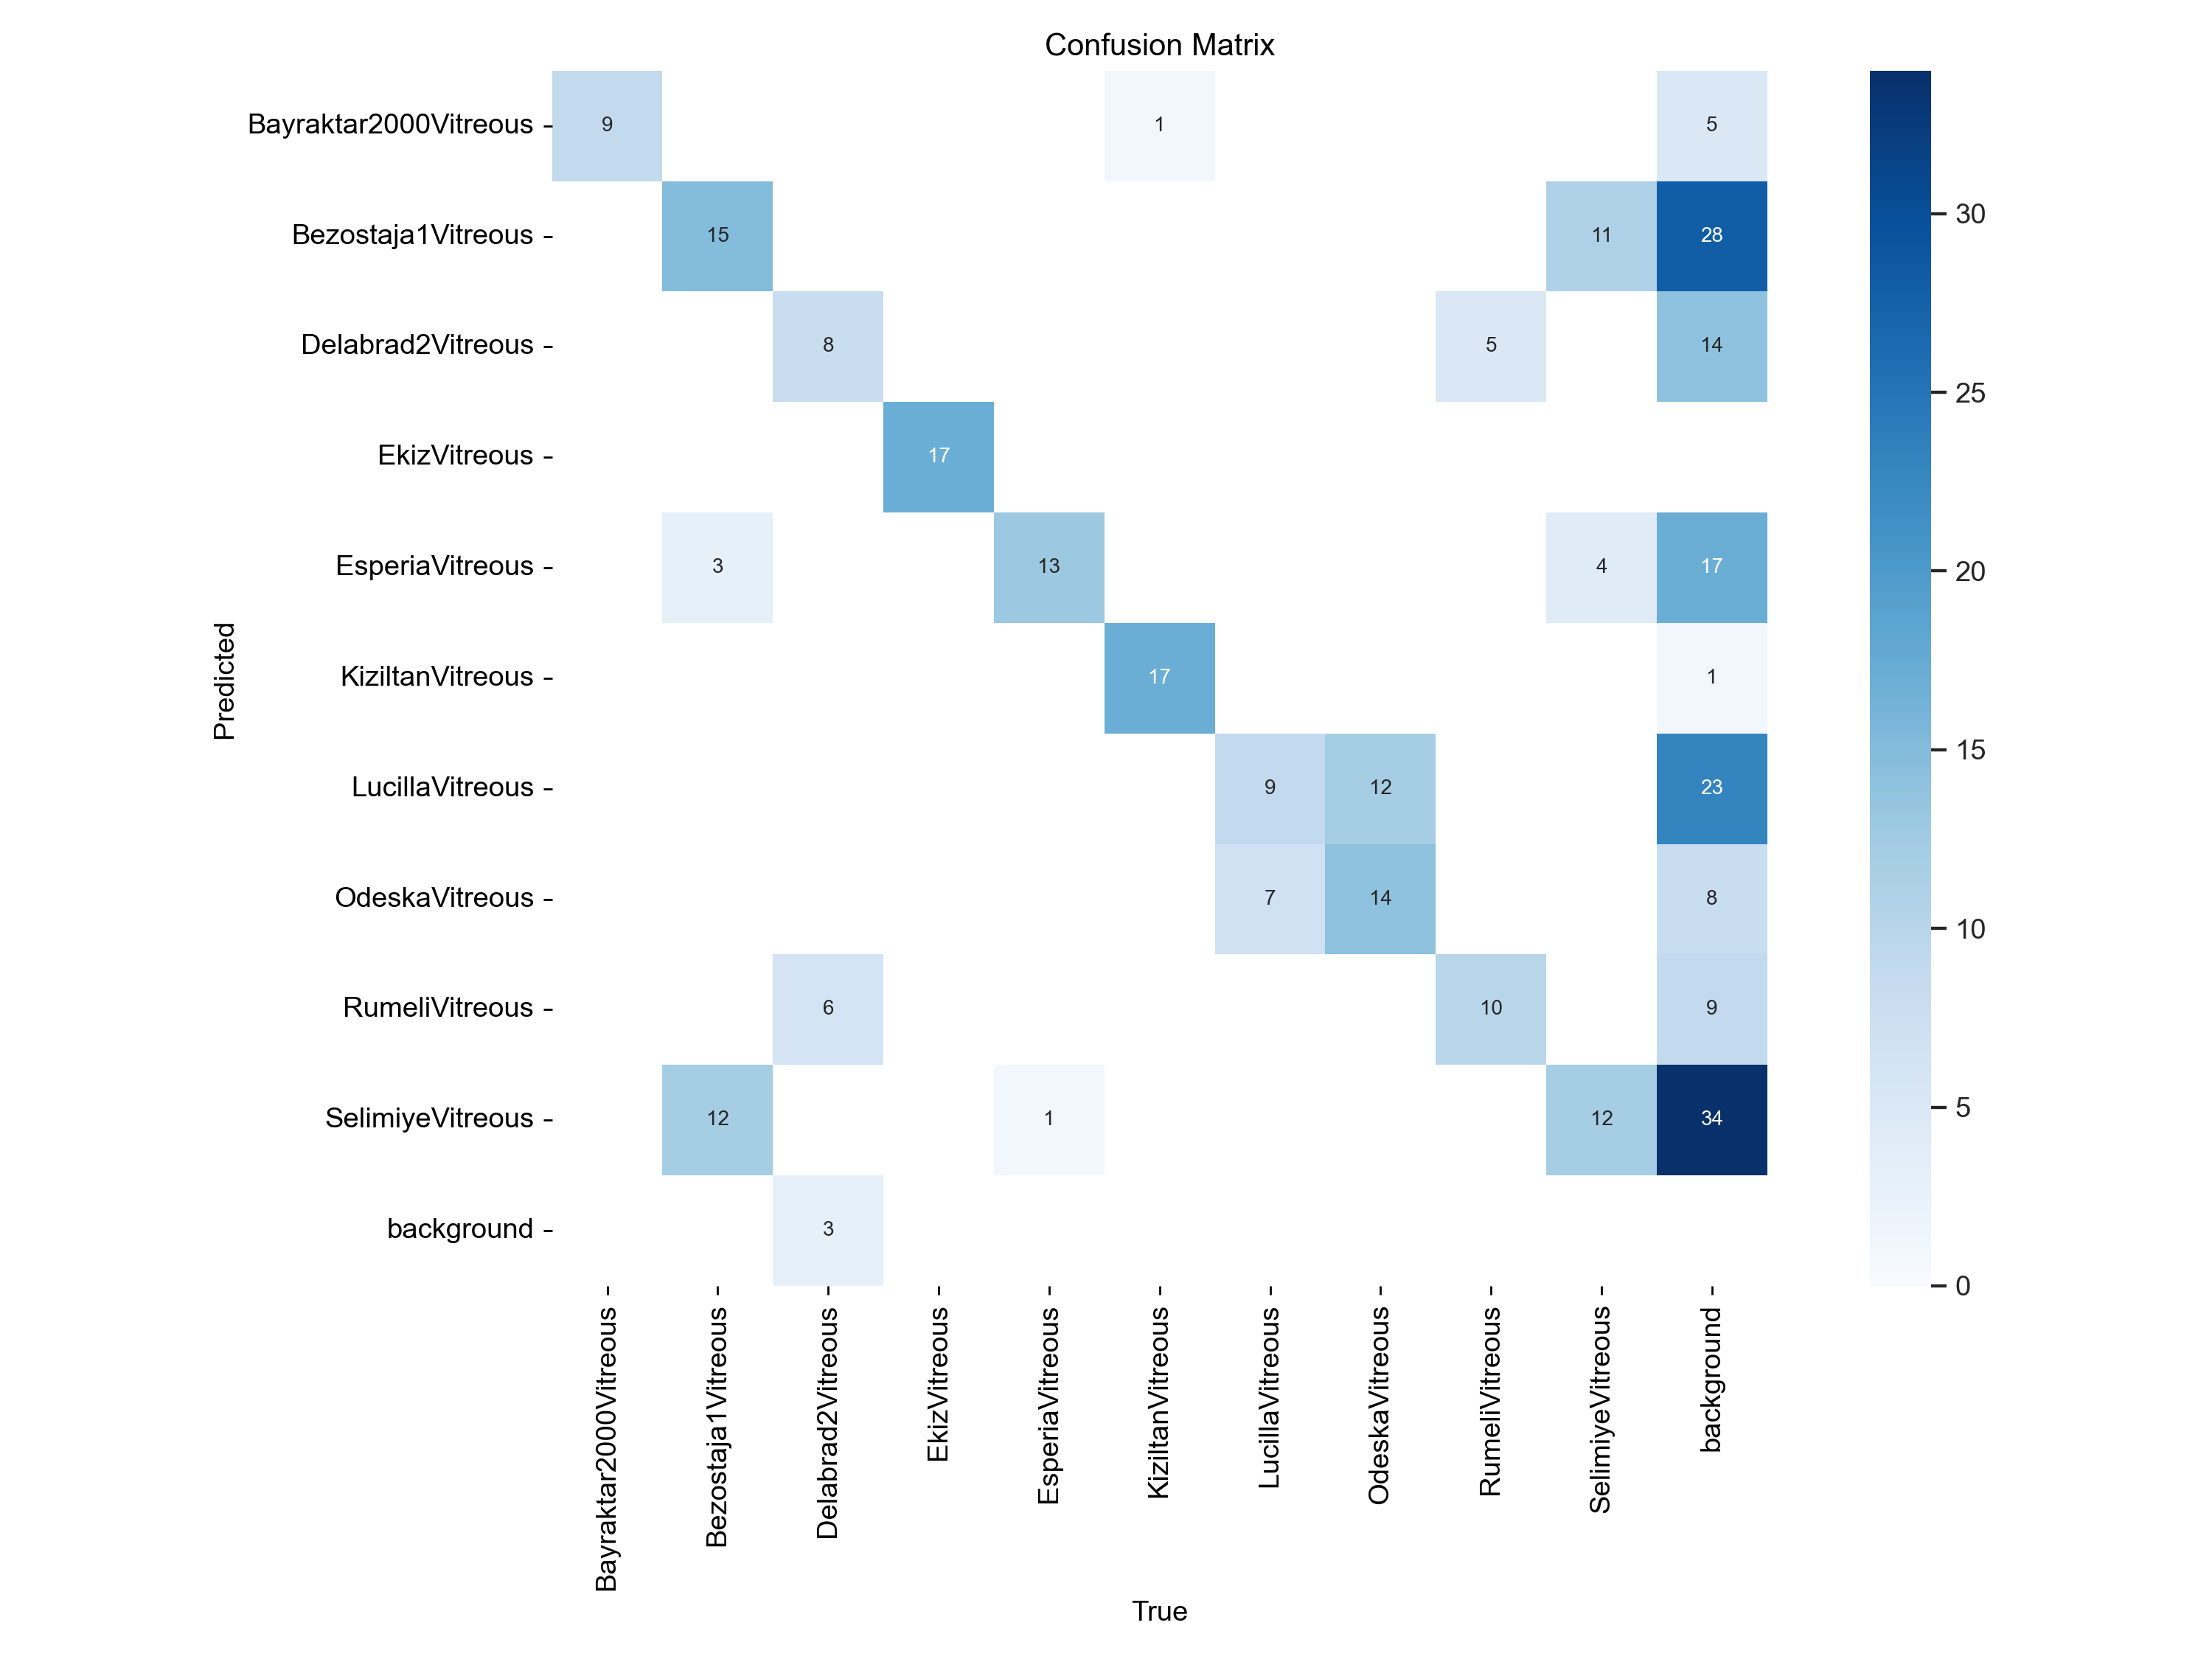 Confusion Matrix
Bayraktar2000Vitreous 9 1 5
Bezostaja1Vitreous 15 11 28
Delabrad2Vitreous 8 5 14
EkizVitreous 17
EsperiaVitreous 3 13 4 17
KiziltanVitreous 17 1
LucillaVitreous 9 12 23
OdeskaVitreous 7 14 8
RumeliVitreous 6 10 9
SelimiyeVitreous 12 1 12 34
background 3
Predicted
Bayraktar2000Vitreous
Bezostaja1Vitreous
Delabrad2Vitreous
EkizVitreous
EsperiaVitreous
KiziltanVitreous
LucillaVitreous
OdeskaVitreous
RumeliVitreous
SelimiyeVitreous
background
True
30
25
20
15
10
5
0